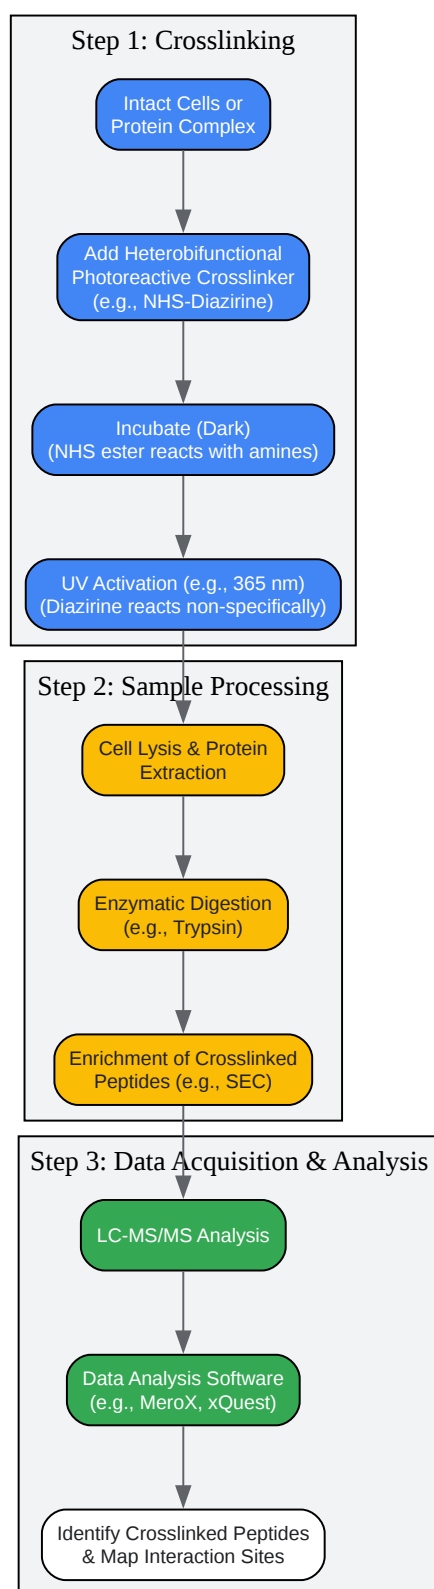 Step 1: Crosslinking
Intact Cells or
Protein Complex
Add Heterobifunctional
Photoreactive Crosslinker
(e.g., NHS-Diazirine)
Incubate (Dark)
(NHS ester reacts with amines)
UV Activation (e.g., 365 nm)
(Diazirine reacts non-specifically)
Step 2: Sample Processing
Cell Lysis & Protein
Extraction
Enzymatic Digestion
(e.g., Trypsin)
Enrichment of Crosslinked
Peptides (e.g., SEC)
Step 3: Data Acquisition & Analysis
LC-MS/MS Analysis
Data Analysis Software
(e.g., MeroX, xQuest)
Identify Crosslinked Peptides
& Map Interaction Sites